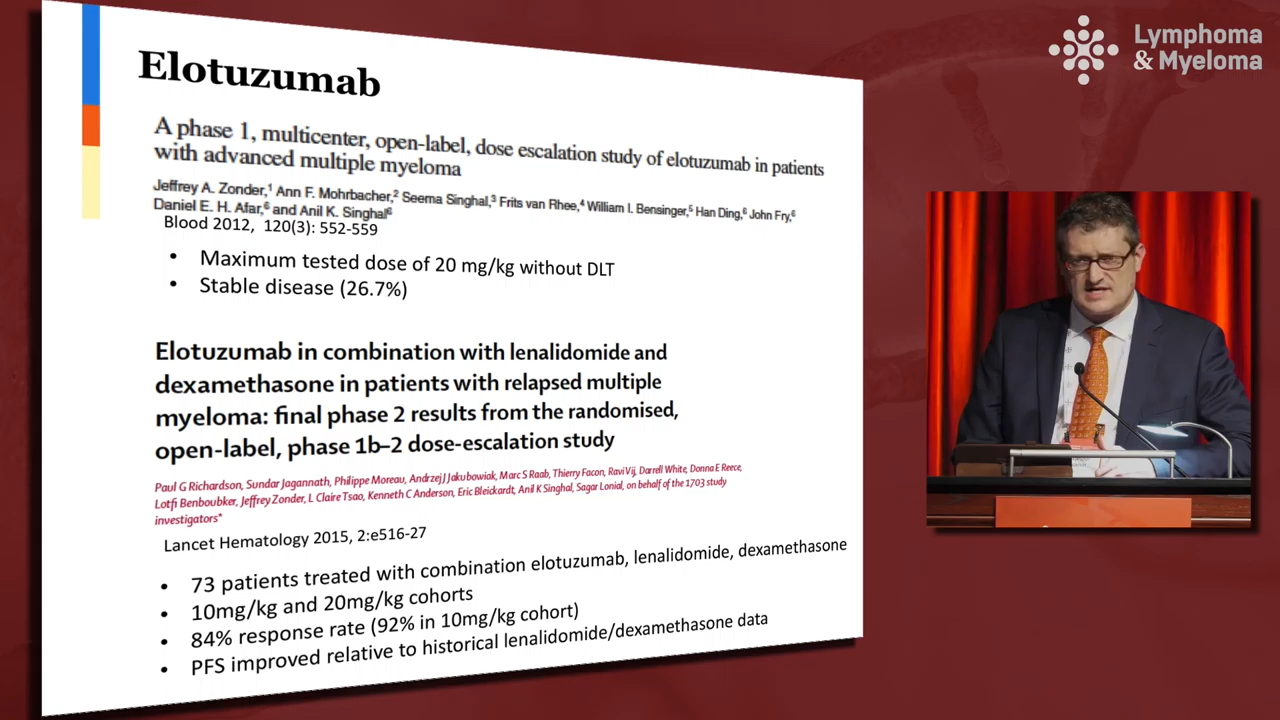 Lymphoma
& Myeloma
Elotuzumab
A phase 1, multicenter, open-label, dose escalation study of elotuzumab in patients
with advanced multiple myeloma
Jeffrey A. Zonder,1 Ann F. Mohrbacher,2 Seema Singhal,3 Frits van Rhee,4 William I. Bensinger,5 Han Ding,6 John Fry,6
Daniel E. H. Afar,6 and Anil K. Singhal6
Blood 2012, 120(3): 552-559
• Maximum tested dose of 20 mg/kg without DLT
• Stable disease (26.7%)
Elotuzumab in combination with lenalidomide and
dexamethasone in patients with relapsed multiple
myeloma: final phase 2 results from the randomised,
open-label, phase 1b–2 dose-escalation study
Paul G Richardson, Sundar Jagannath, Philippe Moreau, Andrzej J Jakubowiak, Marc S Raab, Thierry Facon, Ravi Vij, Darrell White, Donna E Reece,
Lotfi Benboubker, Jeffrey Zonder, L Claire Tsao, Kenneth C Anderson, Eric Bleickardt, Anil K Singhal, Sagar Lonial, on behalf of the 1703 study
investigators*
Lancet Hematology 2015, 2:e516-27
• 73 patients treated with combination elotuzumab, lenalidomide, dexamethasone
• 10mg/kg and 20mg/kg cohorts
• 84% response rate (92% in 10mg/kg cohort)
• PFS improved relative to historical lenalidomide/dexamethasone data